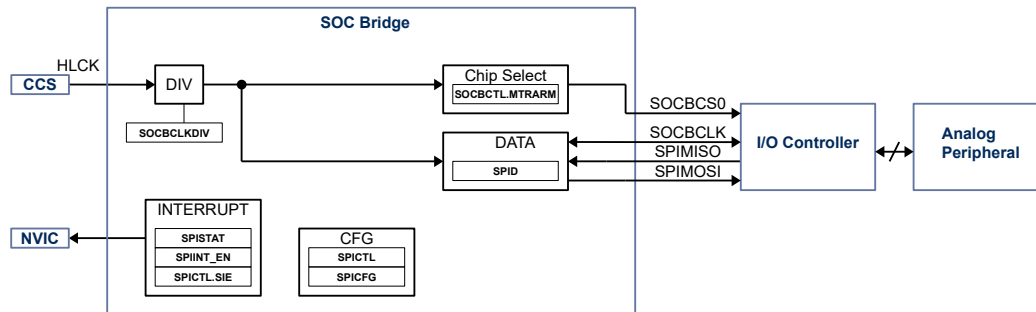 SOC Bridge
HLCK
CCS
DIV
SOCBCLKDIV
Chip Select
SOCBCTL.MTRARM
DATA
SPID
SOCBCS0
SOCBCLK
SPIMISO
SPIMOSI
I/O Controller
Analog
Peripheral
NVIC
INTERRUPT
SPISTAT
SPIINT_EN
SPICTL.SIE
CFG
SPICTL
SPICFG